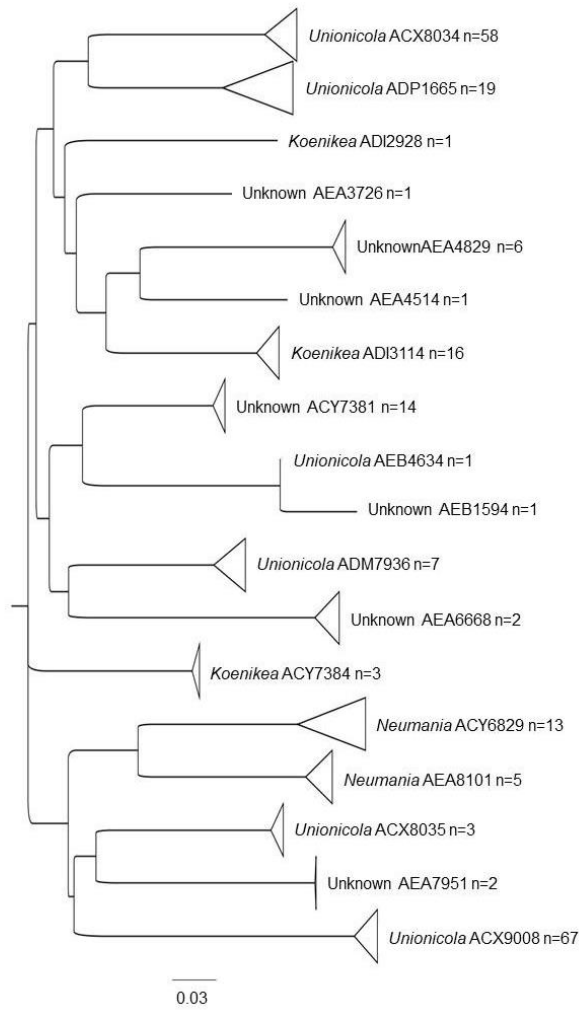 Unionicola ACX8034 n=58
Unionicola ADP1665 n=19
Koenikea ADI2928 n=1
Unknown AEA3726 n=1
UnknownAEA4829 n=6
Unknown AEA4514 n=1
Koenikea ADI3114 n=16
Unknown ACY7381 n=14
Unionicola AEB4634 n=1
Unknown AEB1594 n=1
Unionicola ADM7936 n=7
Unknown AEA6668 n=2
Koenikea ACY7384 n=3
Neumania ACY6829 n=13
Neumania AEA8101 n=5
Unionicola ACX8035 n=3
Unknown AEA7951 n=2
Unionicola ACX9008 n=67
0.03